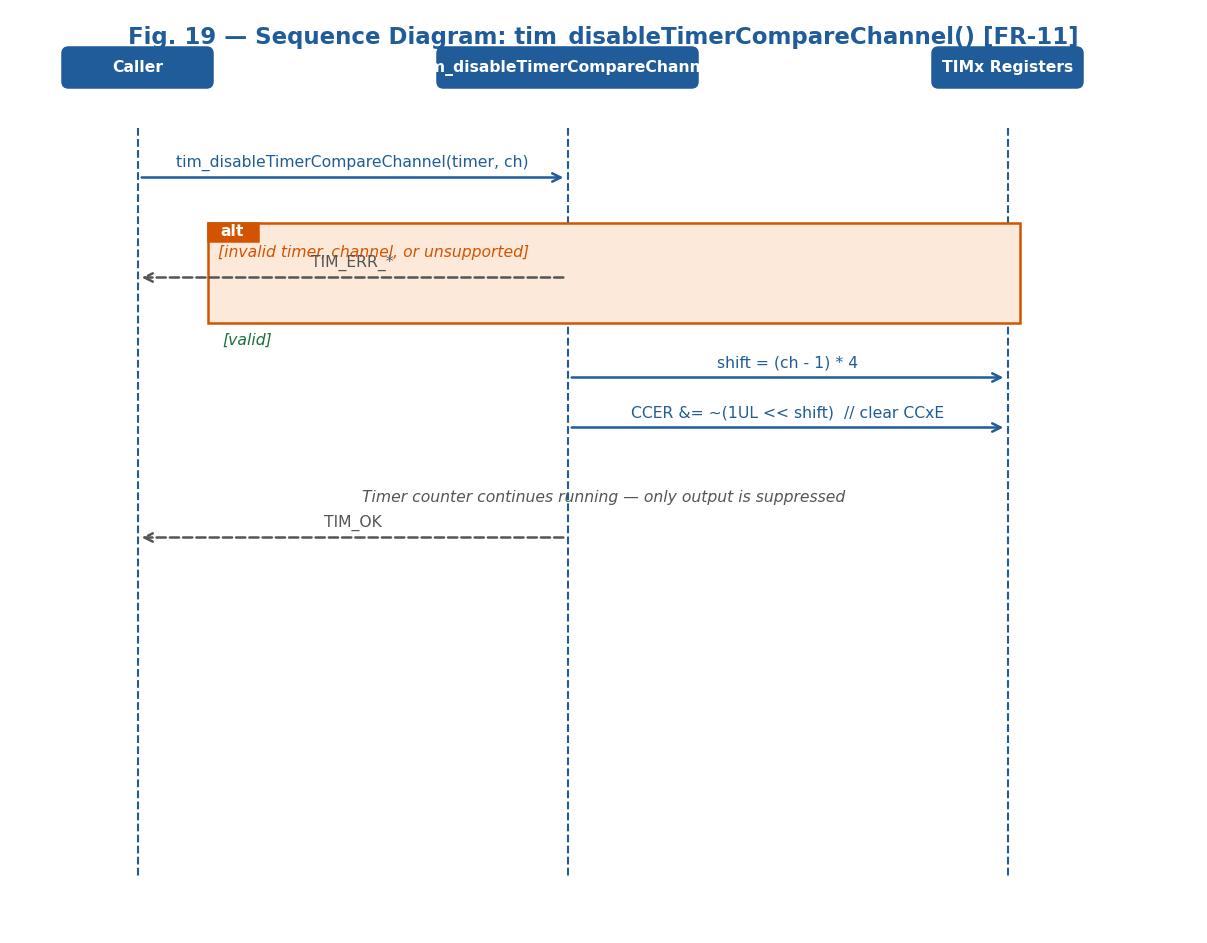 Fig. 19 — Sequence Diagram: tim_disableTimerCompareChannel() [FR-11]
Caller
m_disableTimerCompareChann
TIMx Registers
tim_disableTimerCompareChannel(timer, ch)
alt
[invalid timer, channel, or unsupported]
TIM_ERR_*
[valid]
shift = (ch - 1) * 4
CCER &= ~(1UL << shift)  // clear CCxE
Timer counter continues running — only output is suppressed
TIM_OK